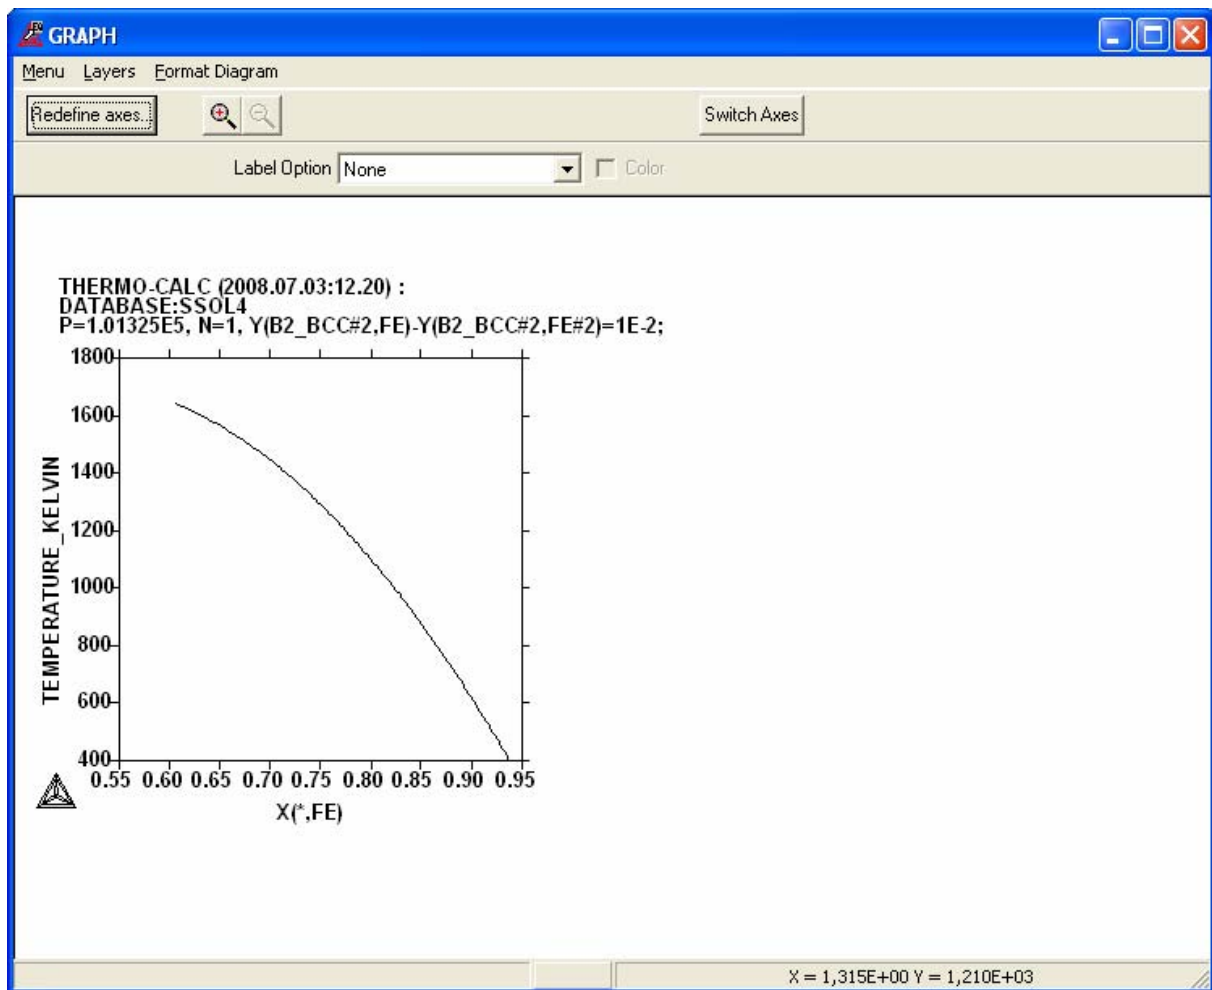 GRAPH
Menu Layers Format Diagram
Redefine axes.. Switch Axes
Label Option None Color
THERMO-CALC (2008.07.03:12.20) :
DATABASE:SSOL4
P=1.01325E5, N=1, Y(B2_BCC#2,FE)-Y(B2_BCC#2,FE#2)=1E-2;
1800
1600
1400
1200
1000
800
600
400
TEMPERATURE_KELVIN
0.55 0.60 0.65 0.70 0.75 0.80 0.85 0.90 0.95
X(*,FE)
X = 1,315E+00 Y = 1,210E+03